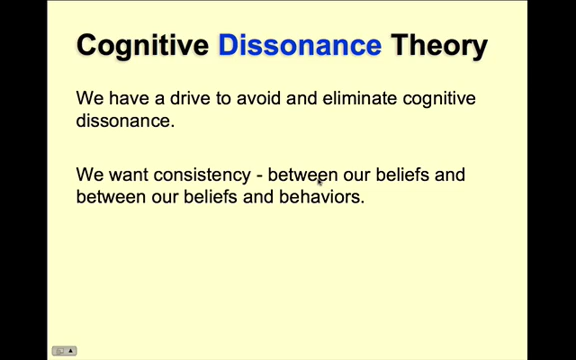 Cognitive Dissonance Theory
We have a drive to avoid and eliminate cognitive
dissonance.
We want consistency - between our beliefs and
between our beliefs and behaviors.